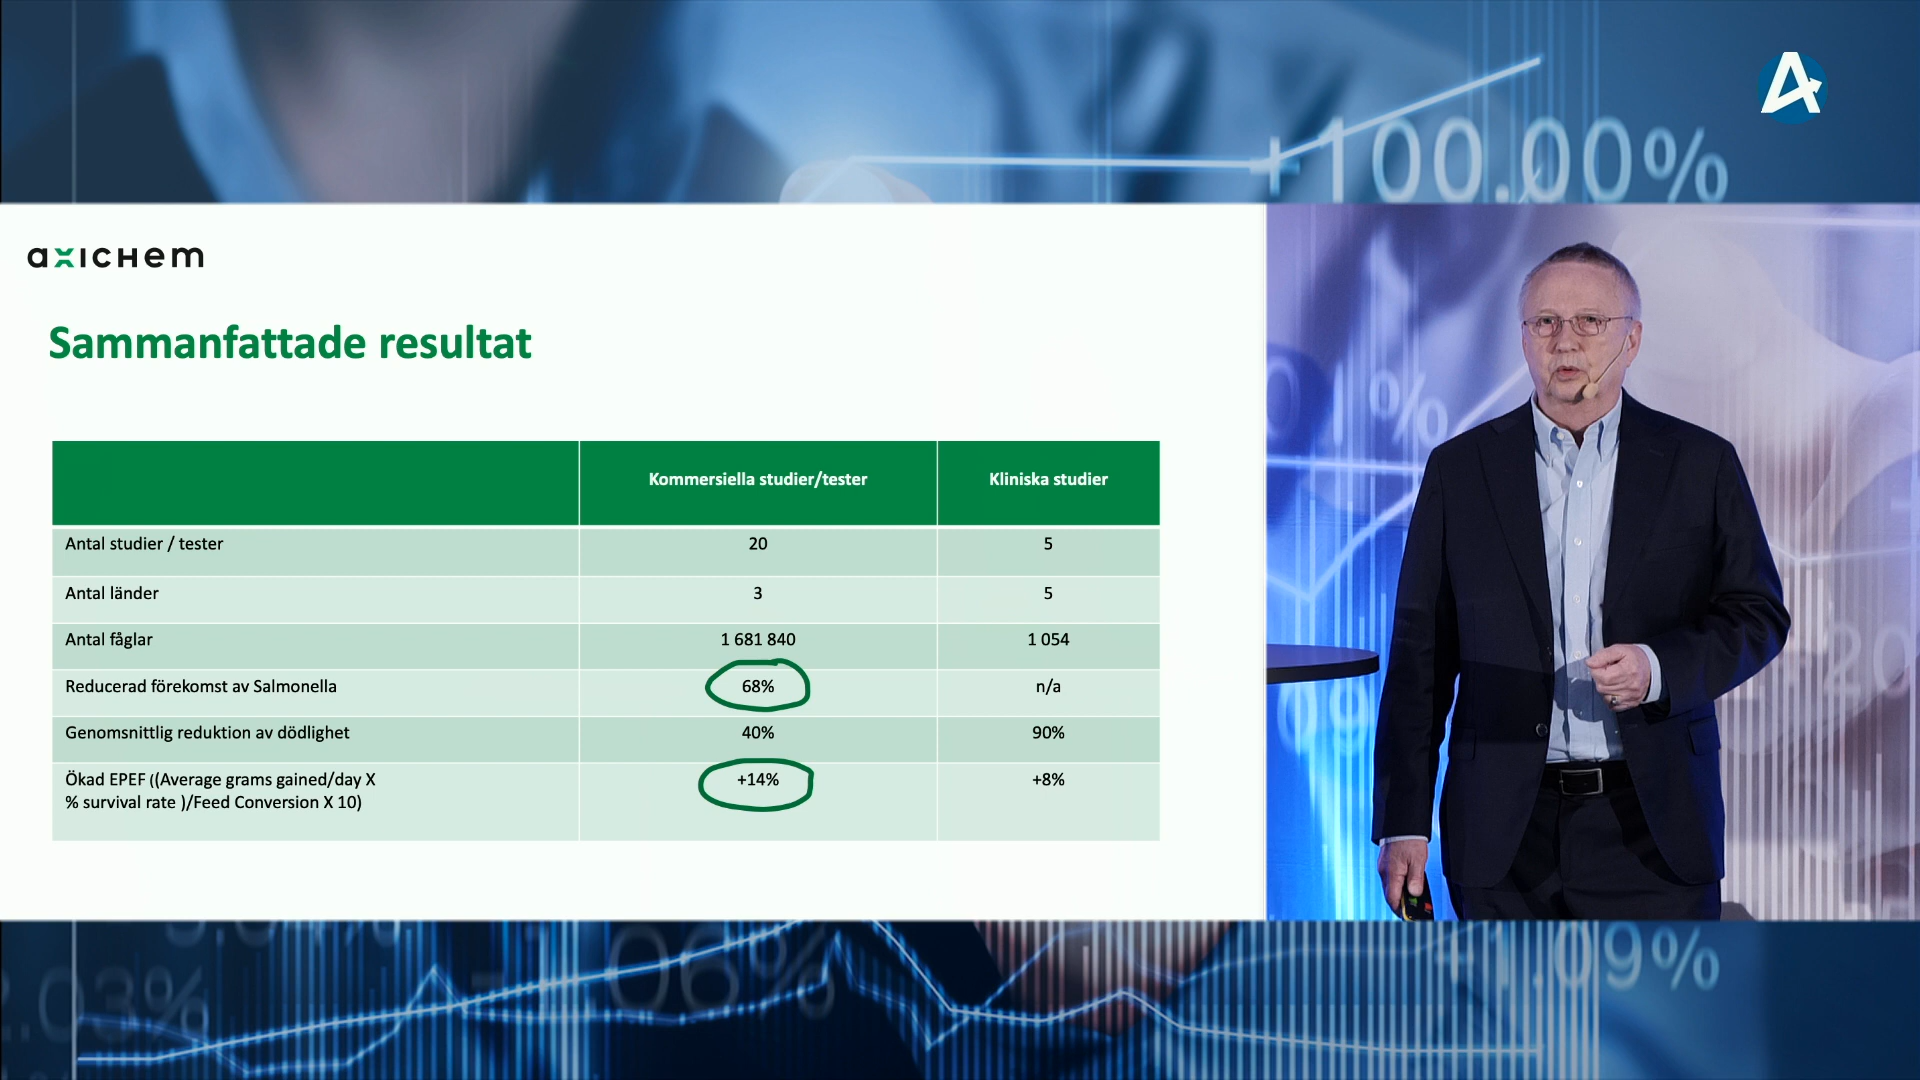 +100.00%
axichem
Sammanfattade resultat
Kommersiella studier/tester
Kliniska studier
Antal studier / tester
20
5
Antal länder
3
5
Antal fåglar
1 681 840
1 054
Reducerad förekomst av Salmonella
68%
n/a
Genomsnittlig reduktion av dödlighet
40%
90%
Ökad EPEF ((Average grams gained/day X
% survival rate )/Feed Conversion X 10)
+14%
+8%